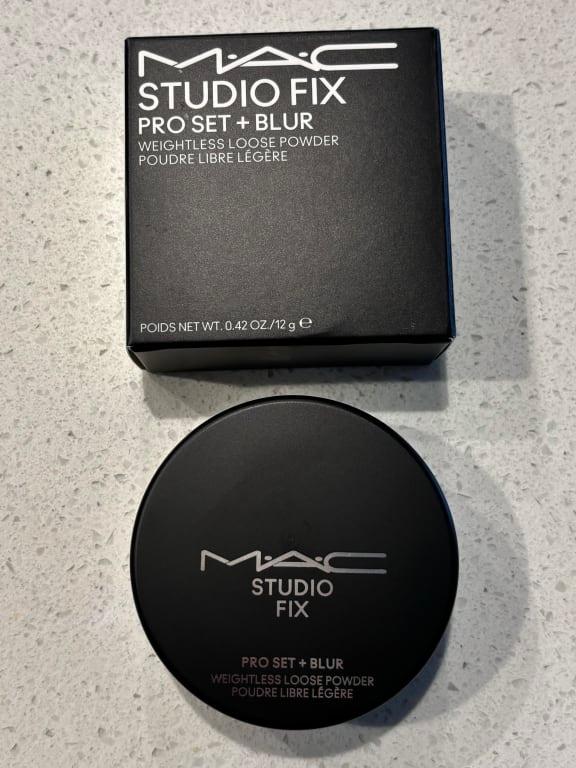 M·A·C
STUDIO FIX
PRO SET + BLUR
WEIGHTLESS LOOSE POWDER
POUDRE LIBRE LÉGÈRE
POIDS NET WT. 0.42 OZ./12 g ℮
M·A·C
STUDIO
FIX
PRO SET + BLUR
WEIGHTLESS LOOSE POWDER
POUDRE LIBRE LÉGÈRE